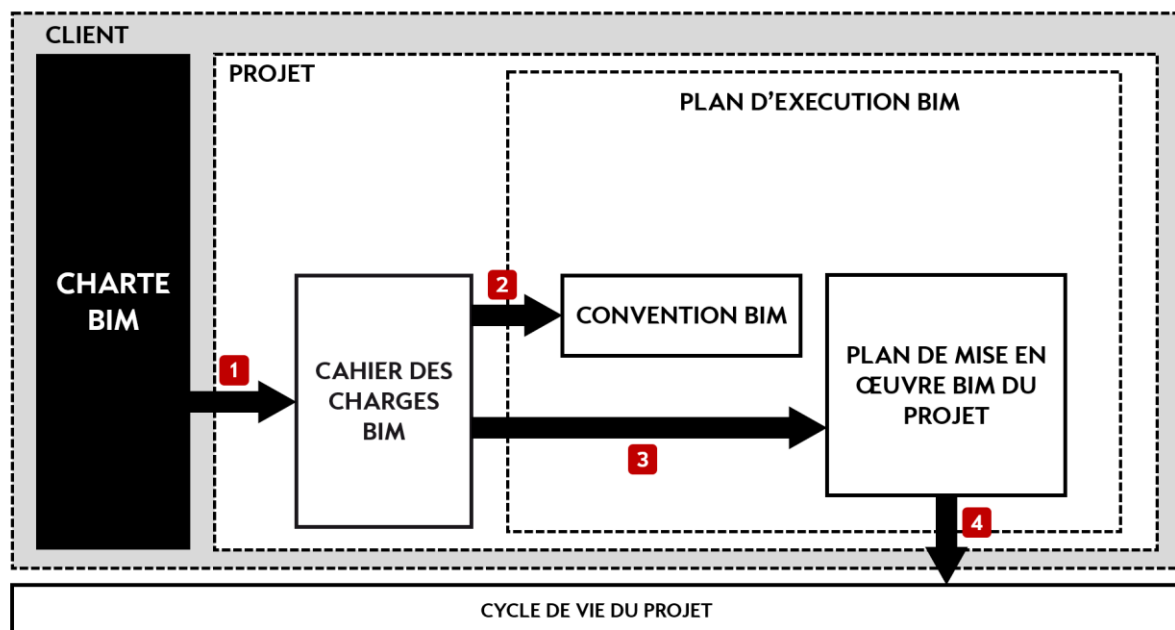 CLIENT
PROJET
PLAN D'EXECUTION BIM
CHARTE
BIM
1
CAHIER DES
CHARGES
BIM
2
CONVENTION BIM
3
PLAN DE MISE EN
ŒUVRE BIM DU
PROJET
4
CYCLE DE VIE DU PROJET